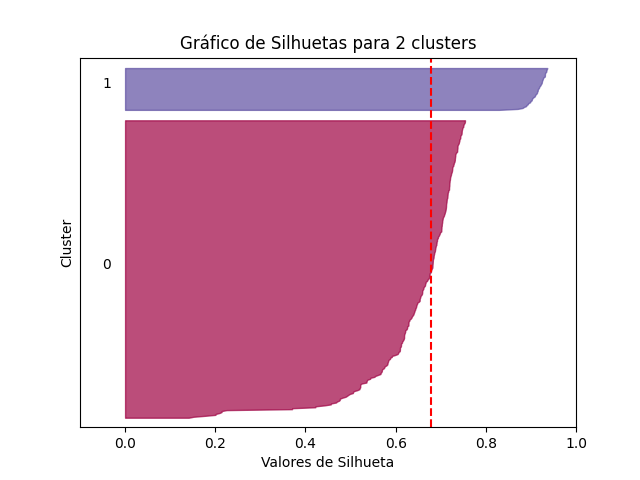 Gráfico de Silhuetas para 2 clusters
1
0
Cluster
0.0 0.2 0.4 0.6 0.8 1.0
Valores de Silhueta